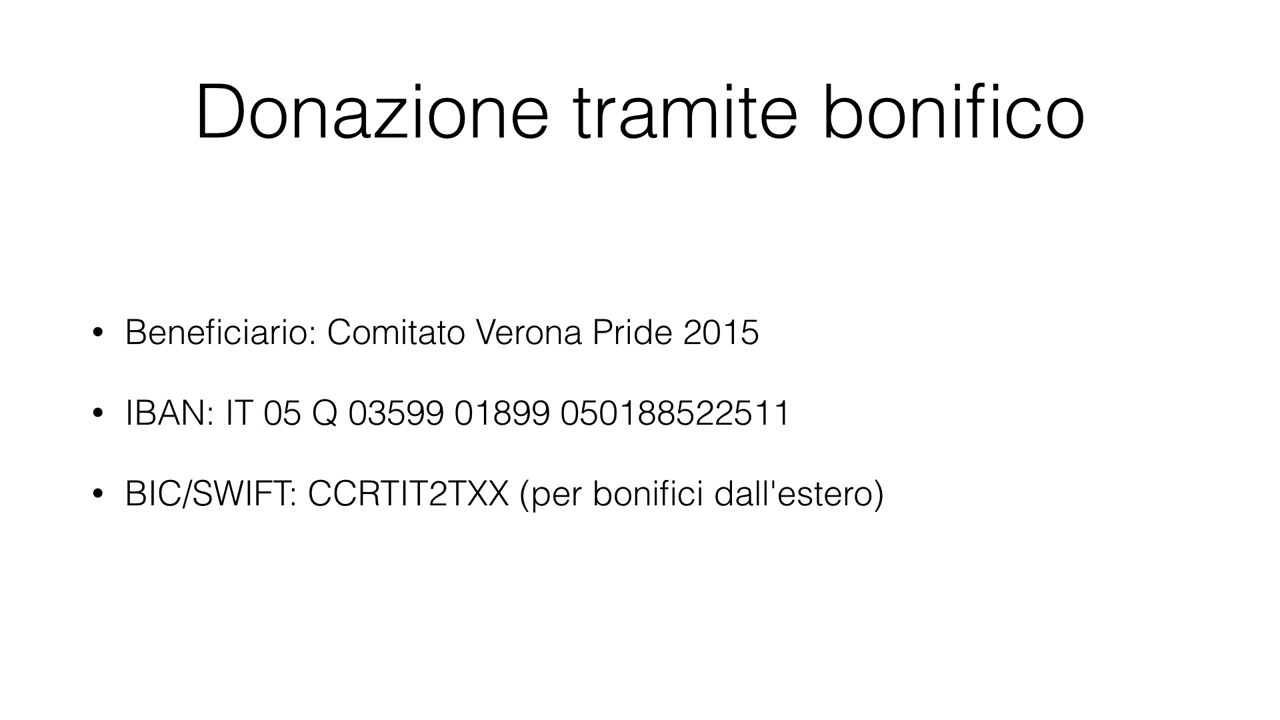 Donazione tramite bonifico
• Beneficiario: Comitato Verona Pride 2015
• IBAN: IT 05 Q 03599 01899 050188522511
• BIC/SWIFT: CCRTIT2TXX (per bonifici dall'estero)